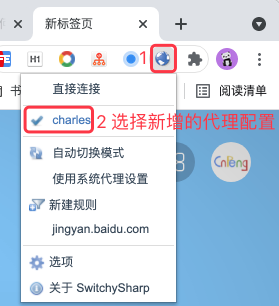 新标签页
H1
1
直接连接
书
阅读清单
charles
2 选择新增的代理配置
自动切换模式
CnPeng
使用系统代理设置
新建规则
jingyan.baidu.com
选项
关于 SwitchySharp